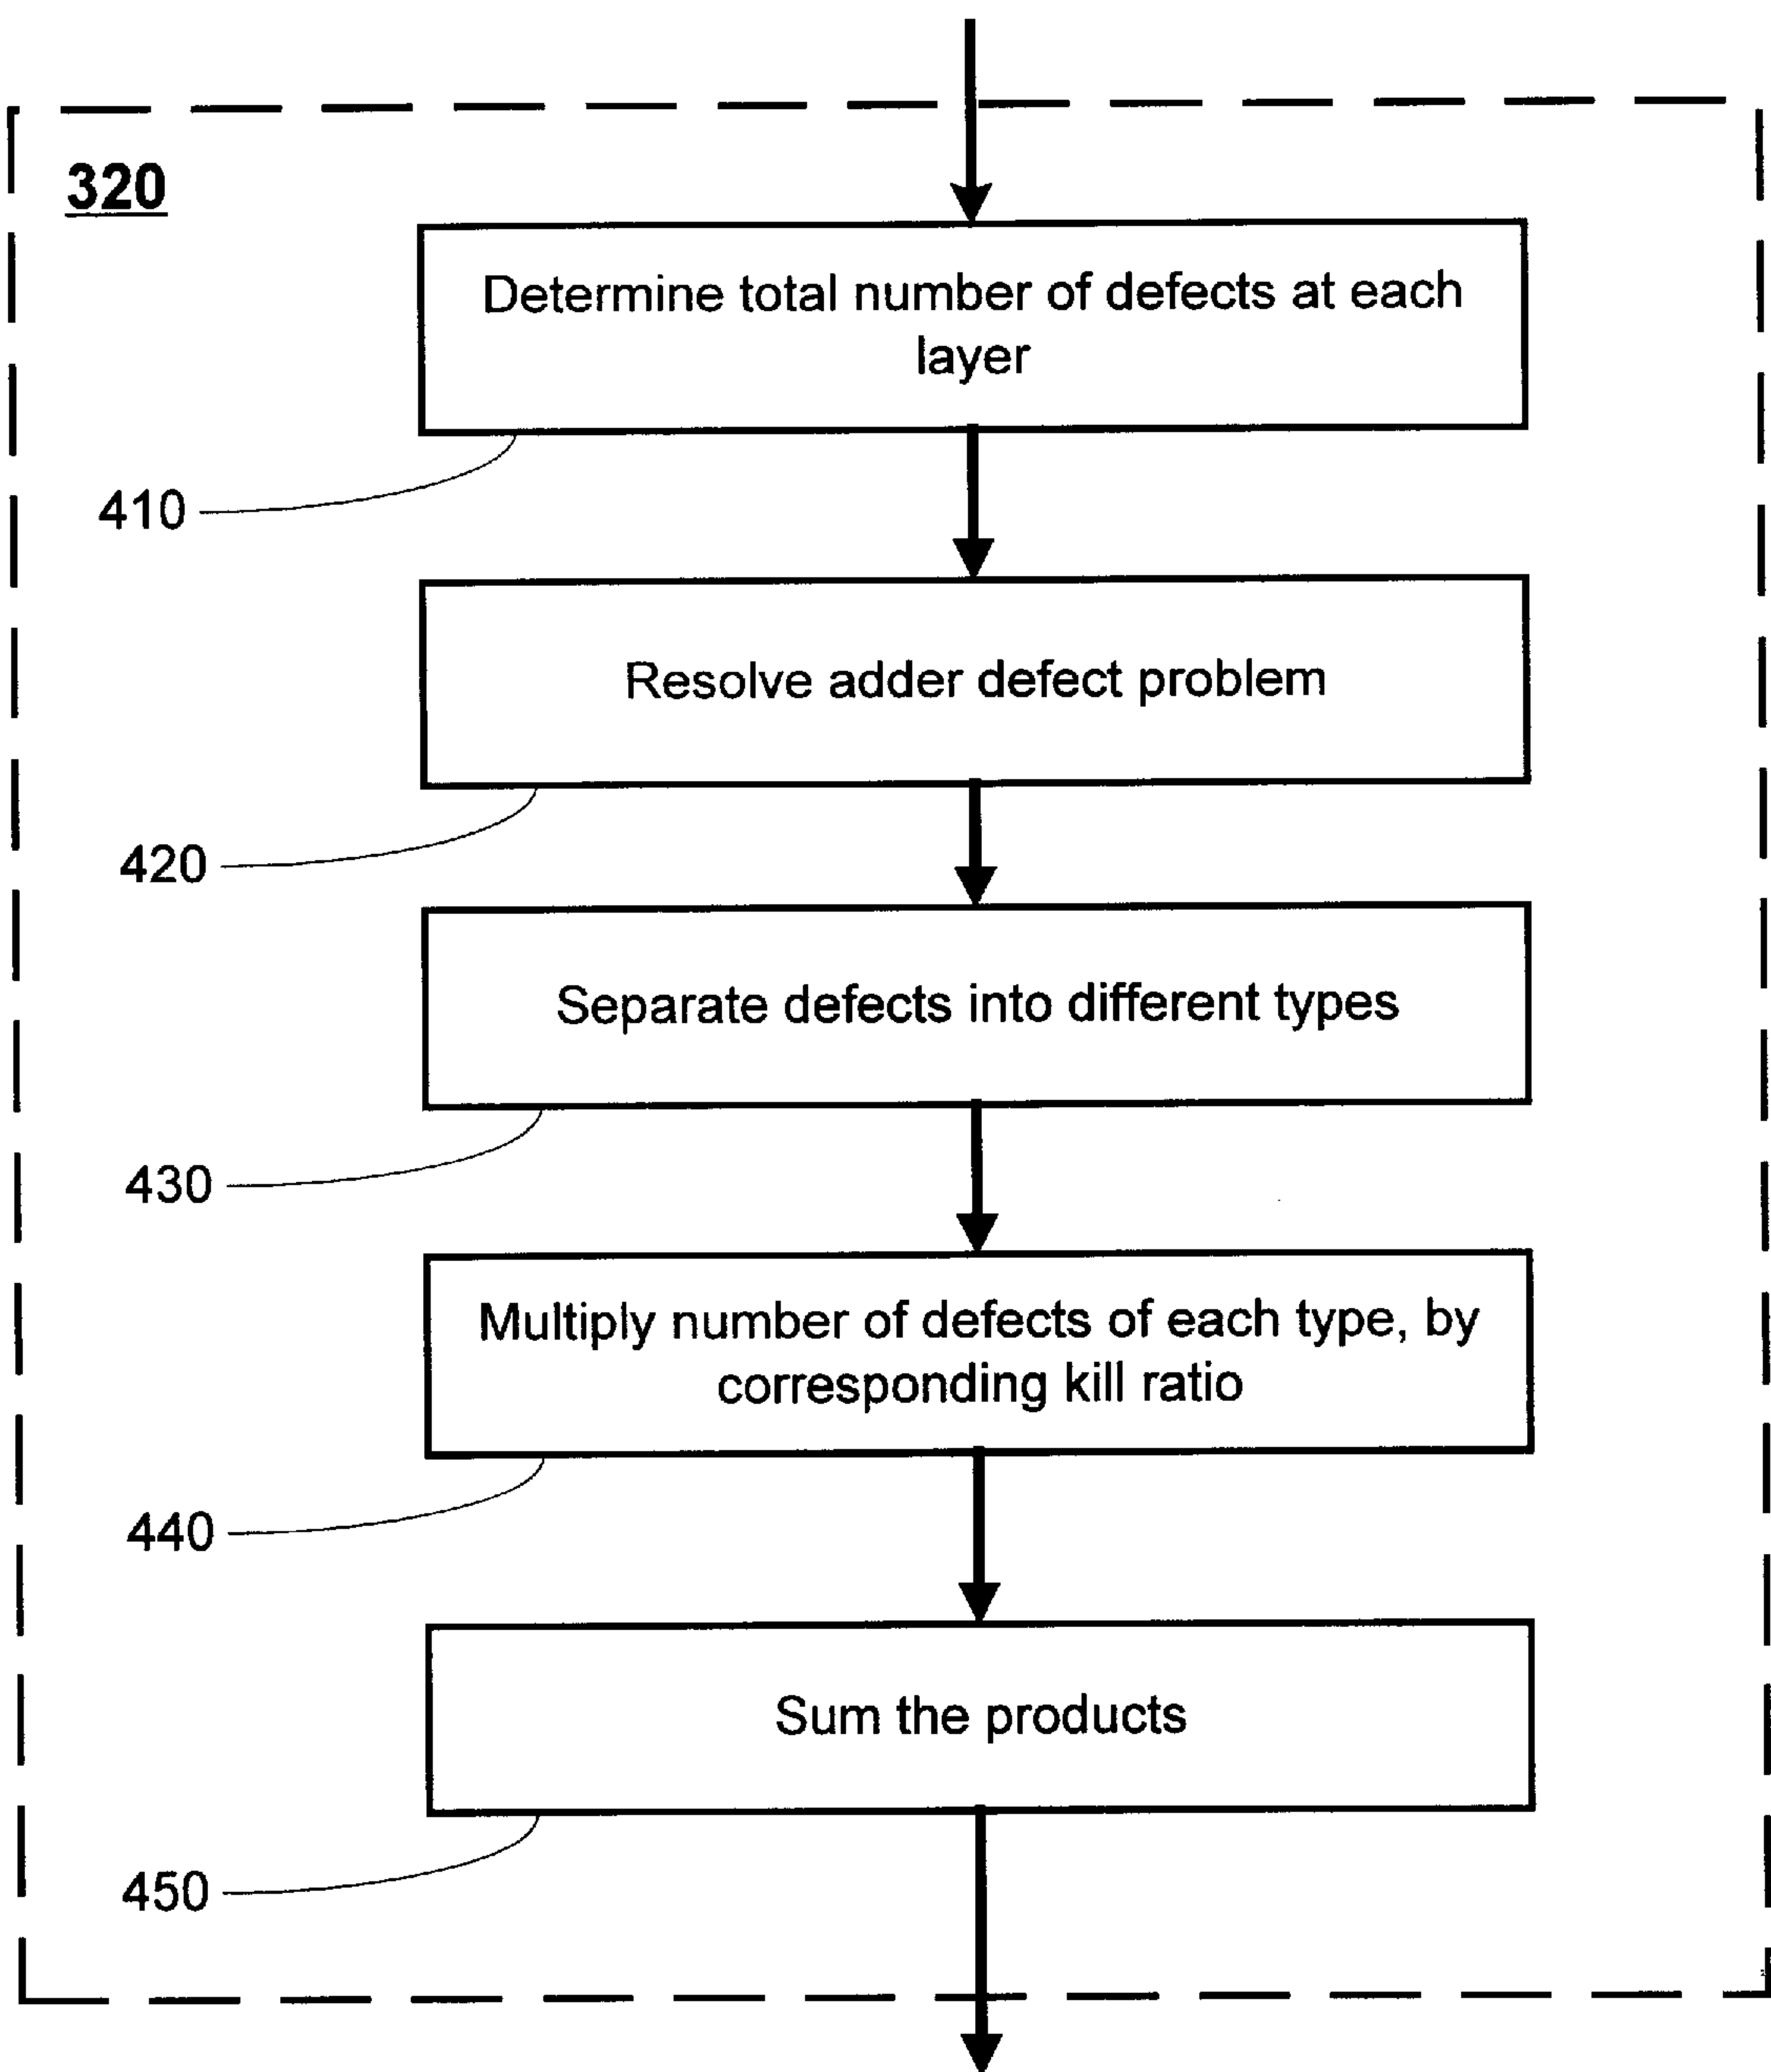 320
Determine total number of defects at each
layer
410
Resolve adder defect problem
420
Separate defects into different types
430
Multiply number of defects of each type, by
corresponding kill ratio
440
Sum the products
450